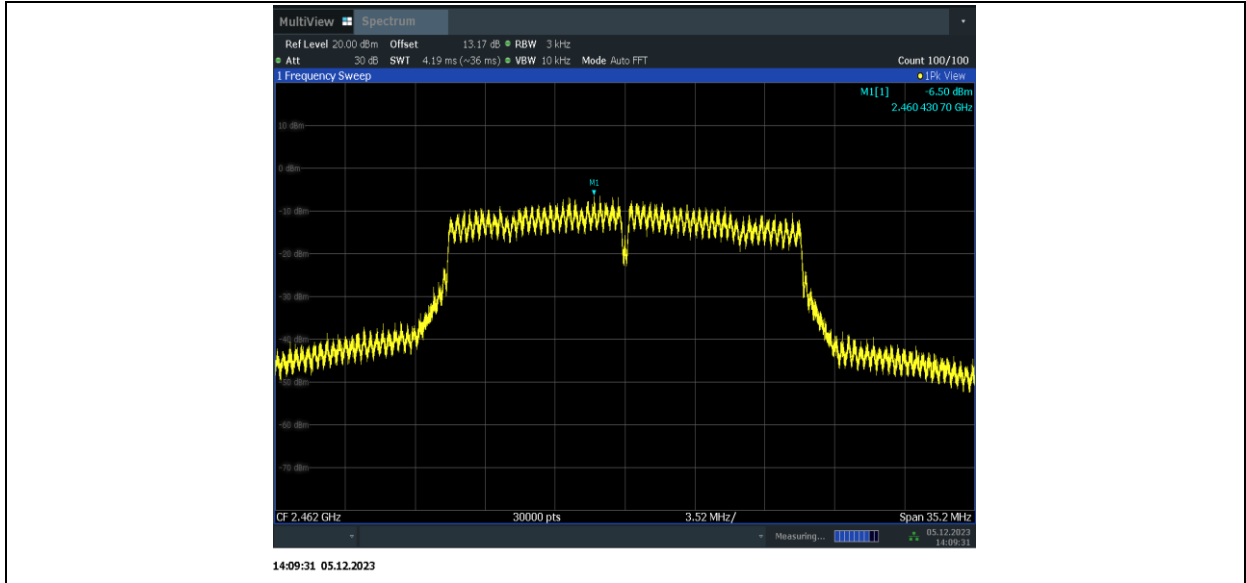 MultiView Spectrum
Ref Level 20.00 dBm Offset 13.17 dB RBW 3 kHz
Att 30 dB SWT 4.19 ms (~36 ms) VBW 10 kHz Mode Auto FFT Count 100/100
1 Frequency Sweep 1Pk View
M1[1] -6.50 dBm
2.460 430 70 GHz
10 dBm
0 dBm
M1
-10 dBm
-20 dBm
-30 dBm
-40 dBm
-50 dBm
-60 dBm
-70 dBm
CF 2.462 GHz 30000 pts 3.52 MHz/ Span 35.2 MHz
Measuring... 05.12.2023
14:09:31
14:09:31 05.12.2023